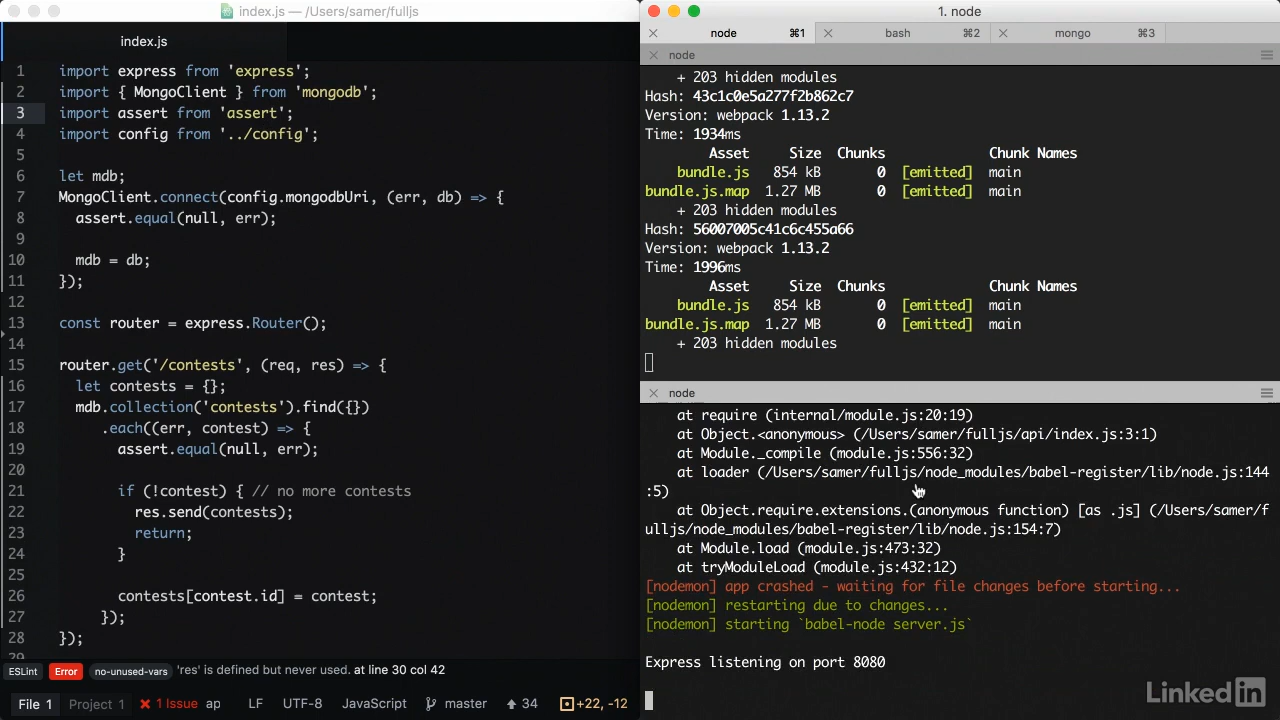 index.js — /Users/samer/fulljs
index.js
1 import express from 'express';
2 import { MongoClient } from 'mongodb';
3 import assert from 'assert';
4 import config from '../config';
5
6 let mdb;
7 MongoClient.connect(config.mongodbUri, (err, db) => {
8 assert.equal(null, err);
9
10 mdb = db;
11 });
12
13 const router = express.Router();
14
15 router.get('/contests', (req, res) => {
16 let contests = {};
17 mdb.collection('contests').find({})
18 .each((err, contest) => {
19 assert.equal(null, err);
20
21 if (!contest) { // no more contests
22 res.send(contests);
23 return;
24 }
25
26 contests[contest.id] = contest;
27 });
28 });
29
ESLint Error no-unused-vars 'res' is defined but never used. at line 30 col 42
File 1 Project 1 1 Issue ap LF UTF-8 JavaScript master 34 +22, -12
1. node
node ⌘1 bash ⌘2 mongo ⌘3
node
+ 203 hidden modules
Hash: 43c1c0e5a277f2b862c7
Version: webpack 1.13.2
Time: 1934ms
Asset Size Chunks Chunk Names
bundle.js 854 kB 0 [emitted] main
bundle.js.map 1.27 MB 0 [emitted] main
+ 203 hidden modules
Hash: 56007005c41c6c455a66
Version: webpack 1.13.2
Time: 1996ms
Asset Size Chunks Chunk Names
bundle.js 854 kB 0 [emitted] main
bundle.js.map 1.27 MB 0 [emitted] main
+ 203 hidden modules
node
at require (internal/module.js:20:19)
at Object.<anonymous> (/Users/samer/fulljs/api/index.js:3:1)
at Module._compile (module.js:556:32)
at loader (/Users/samer/fulljs/node_modules/babel-register/lib/node.js:144
:5)
at Object.require.extensions.(anonymous function) [as .js] (/Users/samer/f
ulljs/node_modules/babel-register/lib/node.js:154:7)
at Module.load (module.js:473:32)
at tryModuleLoad (module.js:432:12)
[nodemon] app crashed - waiting for file changes before starting...
[nodemon] restarting due to changes...
[nodemon] starting `babel-node server.js`
Express listening on port 8080
LinkedIn